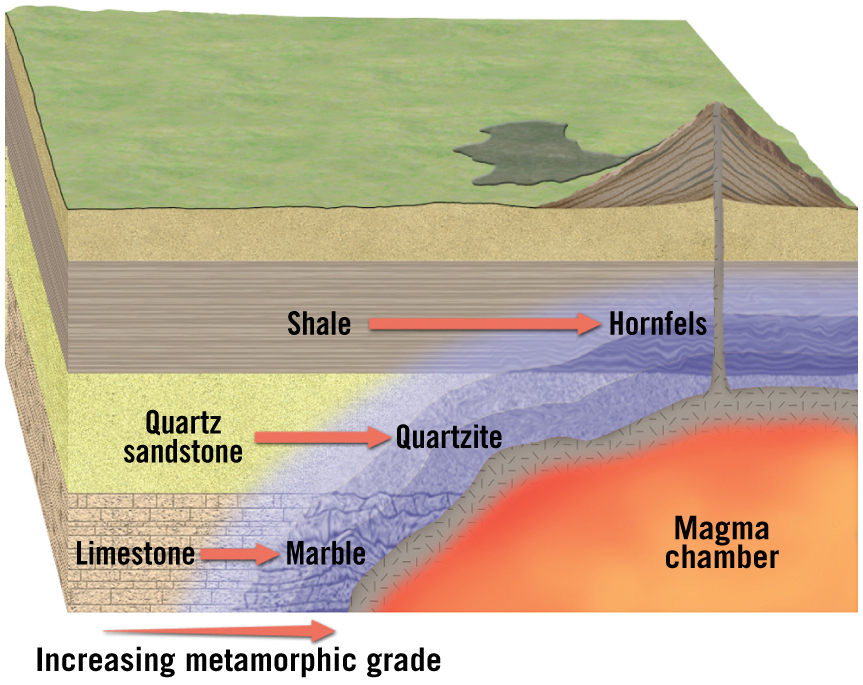 Shale
Hornfels
Quartz
sandstone
Quartzite
Magma
chamber
Limestone
Marble
Increasing metamorphic grade